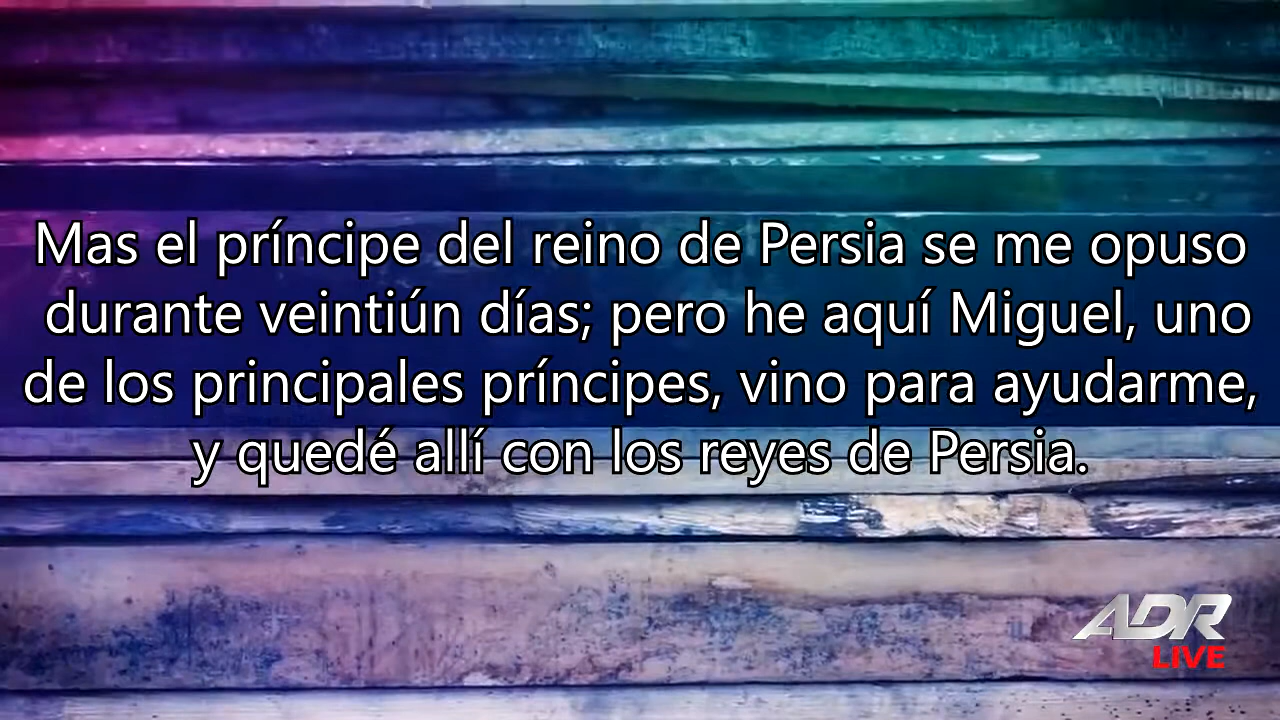 Mas el príncipe del reino de Persia se me opuso
durante veintiún días; pero he aquí Miguel, uno
de los principales príncipes, vino para ayudarme,
y quedé allí con los reyes de Persia.
ADR
LIVE